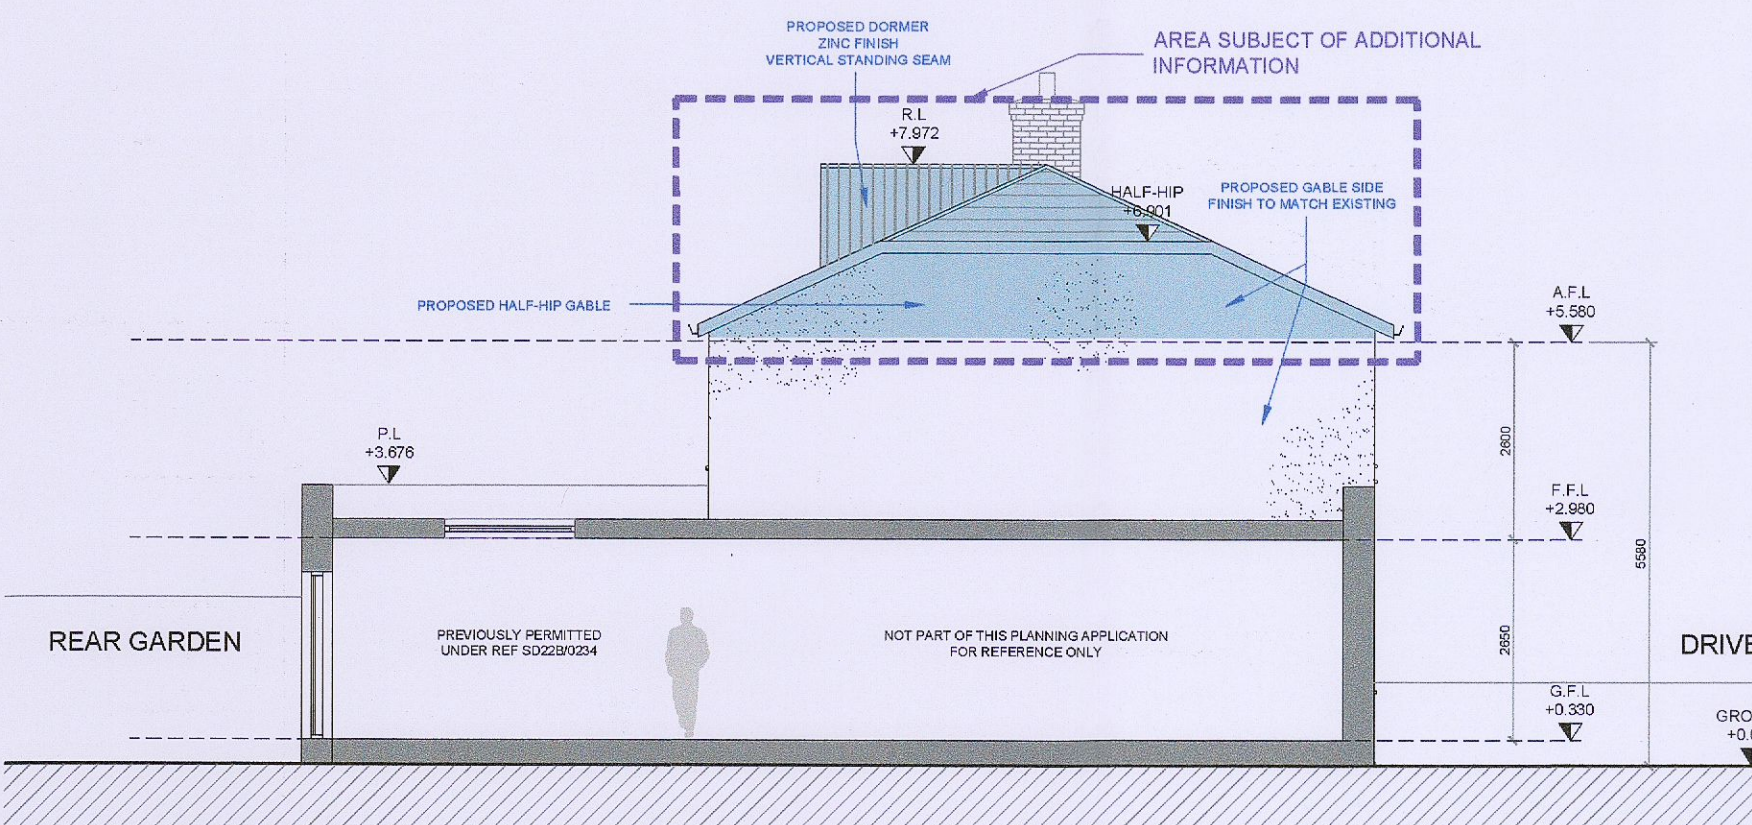 PROPOSED DORMER
ZINC FINISH
VERTICAL STANDING SEAM
AREA SUBJECT OF ADDITIONAL
INFORMATION
R.L
+7.972
HALF-HIP
+6.901
PROPOSED GABLE SIDE
FINISH TO MATCH EXISTING
PROPOSED HALF-HIP GABLE
A.F.L
+5.580
P.L
+3.676
2600
F.F.L
+2.980
5580
REAR GARDEN
PREVIOUSLY PERMITTED
UNDER REF SD22B/0234
NOT PART OF THIS PLANNING APPLICATION
FOR REFERENCE ONLY
2650
DRIVE
G.F.L
+0.330
GRO
+0.